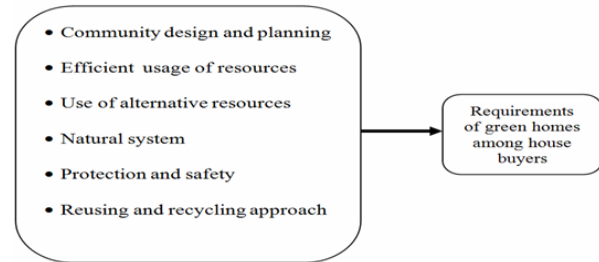 • Community design and planning
• Efficient usage of resources
• Use of alternative resources
• Natural system
• Protection and safety
• Reusing and recycling approach
Requirements
of green homes
among house
buyers